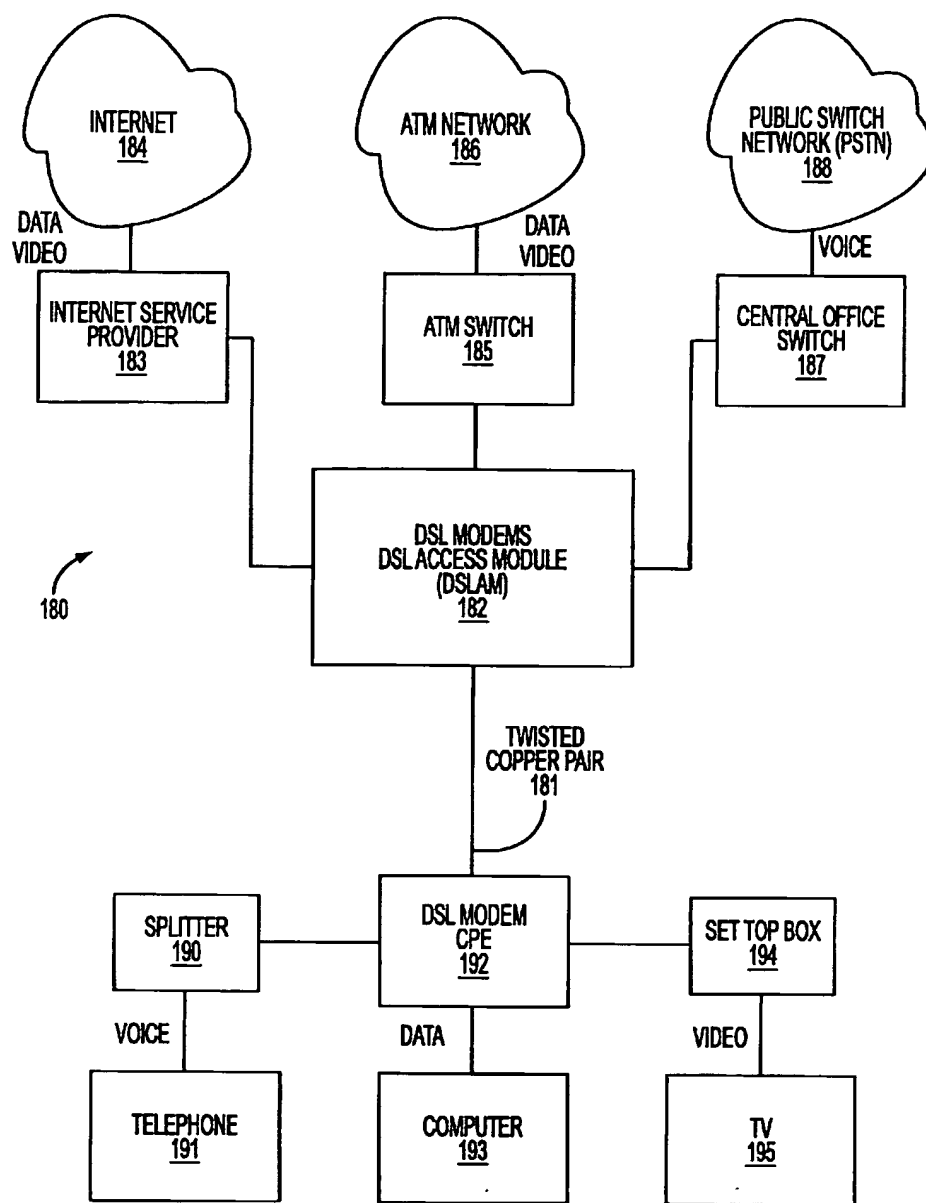 INTERNET
184
ATM NETWORK
186
PUBLIC SWITCH
NETWORK (PSTN)
188
DATA
VIDEO
DATA
VIDEO
VOICE
INTERNET SERVICE
PROVIDER
183
ATM SWITCH
185
CENTRAL OFFICE
SWITCH
187
DSL MODEMS
DSL ACCESS MODULE
(DSLAM)
182
180
TWISTED
COPPER PAIR
181
SPLITTER
190
DSL MODEM
CPE
192
SET TOP BOX
194
VOICE
DATA
VIDEO
TELEPHONE
191
COMPUTER
193
TV
195